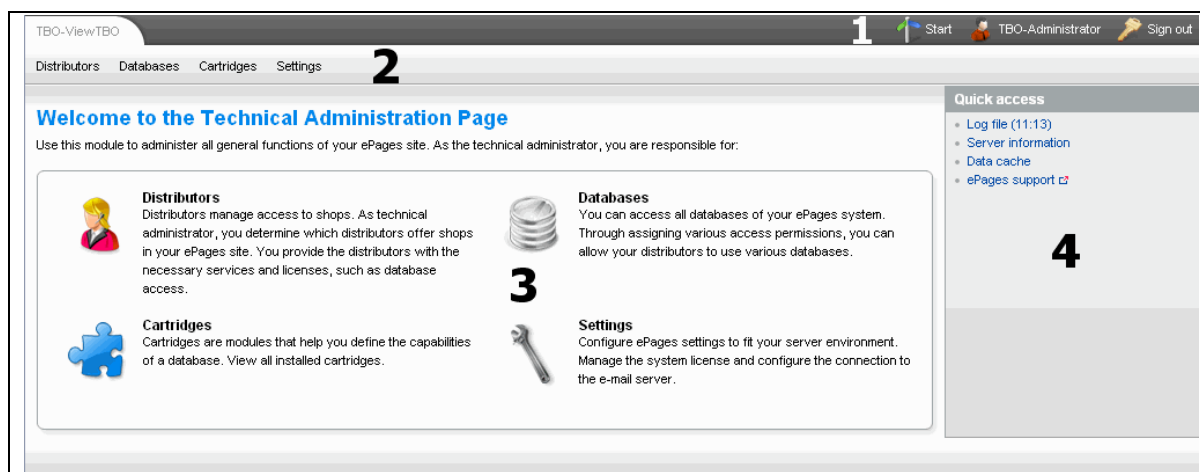 TBO-ViewTBO
1
Start
TBO-Administrator
Sign out
Distributors Databases Cartridges Settings
2
Welcome to the Technical Administration Page
Use this module to administer all general functions of your ePages site. As the technical administrator, you are responsible for:
Distributors
Distributors manage access to shops. As technical
administrator, you determine which distributors offer shops
in your ePages site. You provide the distributors with the
necessary services and licenses, such as database
access.
Databases
You can access all databases of your ePages system.
Through assigning various access permissions, you can
allow your distributors to use various databases.
3
Cartridges
Cartridges are modules that help you define the capabilities
of a database. View all installed cartridges.
Settings
Configure ePages settings to fit your server environment.
Manage the system license and configure the connection to
the e-mail server.
Quick access
Log file (11:13)
Server information
Data cache
ePages support
4